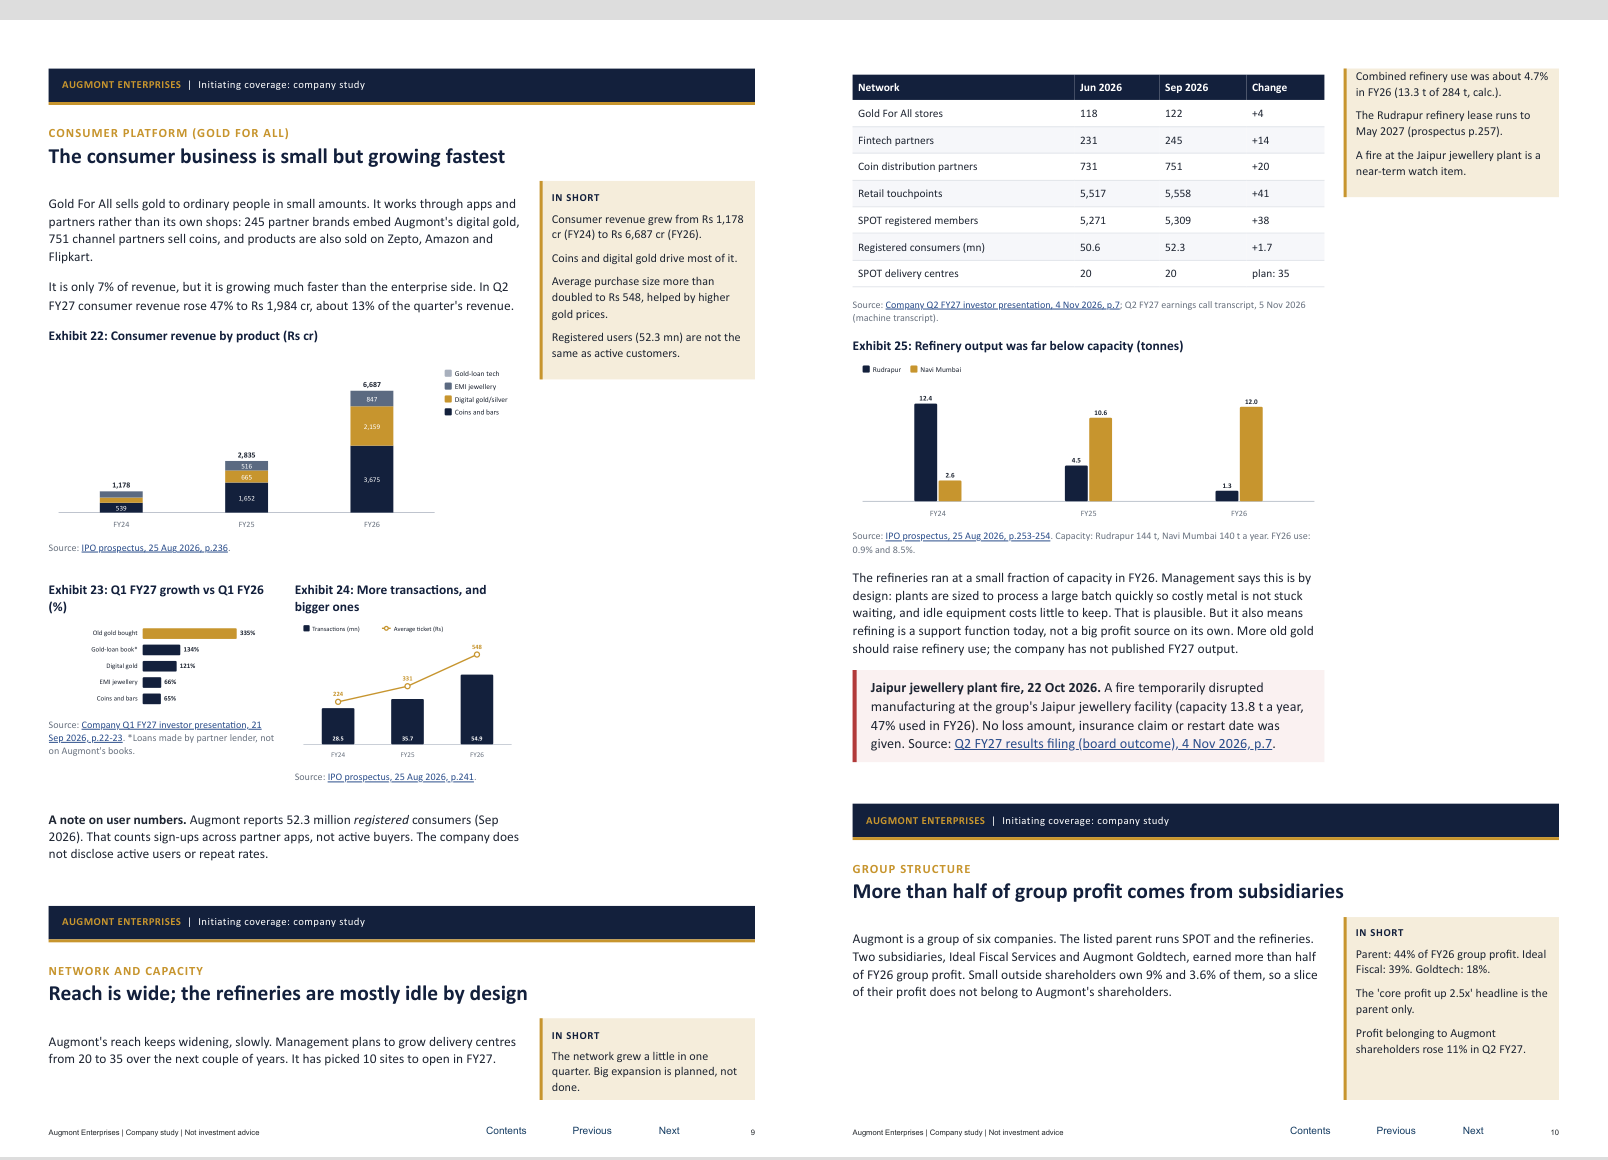 AUGMONT ENTERPRISES | Initiating coverage: company study
CONSUMER PLATFORM (GOLD FOR ALL)
The consumer business is small but growing fastest
Gold For All sells gold to ordinary people in small amounts. It works through apps and
partners rather than its own shops: 245 partner brands embed Augmont's digital gold,
751 channel partners sell coins, and products are also sold on Zepto, Amazon and
Flipkart.
It is only 7% of revenue, but it is growing much faster than the enterprise side. In Q2
FY27 consumer revenue rose 47% to Rs 1,984 cr, about 13% of the quarter's revenue.
IN SHORT
Consumer revenue grew from Rs 1,178
cr (FY24) to Rs 6,687 cr (FY26).
Coins and digital gold drive most of it.
Average purchase size more than
doubled to Rs 548, helped by higher
gold prices.
Registered users (52.3 mn) are not the
same as active customers.
Exhibit 22: Consumer revenue by product (Rs cr)
Gold-loan tech
EMI jewellery
Digital gold/silver
Coins and bars
1,178
539
2,835
516
665
1,652
6,687
847
2,159
3,675
FY24 FY25 FY26
Source: IPO prospectus, 25 Aug 2026, p.236.
Exhibit 23: Q1 FY27 growth vs Q1 FY26
(%)
Old gold bought 335%
Gold-loan book* 134%
Digital gold 121%
EMI jewellery 66%
Coins and bars 65%
Source: Company Q1 FY27 investor presentation, 21
Sep 2026, p.22-23. *Loans made by partner lender, not
on Augmont's books.
Exhibit 24: More transactions, and
bigger ones
Transactions (mn) Average ticket (Rs)
224 331 548
28.5 35.7 54.9
FY24 FY25 FY26
Source: IPO prospectus, 25 Aug 2026, p.241.
A note on user numbers. Augmont reports 52.3 million registered consumers (Sep
2026). That counts sign-ups across partner apps, not active buyers. The company does
not disclose active users or repeat rates.
AUGMONT ENTERPRISES | Initiating coverage: company study
NETWORK AND CAPACITY
Reach is wide; the refineries are mostly idle by design
Augmont's reach keeps widening, slowly. Management plans to grow delivery centres
from 20 to 35 over the next couple of years. It has picked 10 sites to open in FY27.
IN SHORT
The network grew a little in one
quarter. Big expansion is planned, not
done.
Augmont Enterprises | Company study | Not investment advice
Contents Previous Next 9
Network Jun 2026 Sep 2026 Change
Gold For All stores 118 122 +4
Fintech partners 231 245 +14
Coin distribution partners 731 751 +20
Retail touchpoints 5,517 5,558 +41
SPOT registered members 5,271 5,309 +38
Registered consumers (mn) 50.6 52.3 +1.7
SPOT delivery centres 20 20 plan: 35
Source: Company Q2 FY27 investor presentation, 4 Nov 2026, p.7; Q2 FY27 earnings call transcript, 5 Nov 2026
(machine transcript).
Combined refinery use was about 4.7%
in FY26 (13.3 t of 284 t, calc.).
The Rudrapur refinery lease runs to
May 2027 (prospectus p.257).
A fire at the Jaipur jewellery plant is a
near-term watch item.
Exhibit 25: Refinery output was far below capacity (tonnes)
Rudrapur Navi Mumbai
12.4 2.6
4.5 10.6
1.3 12.0
FY24 FY25 FY26
Source: IPO prospectus, 25 Aug 2026, p.253-254. Capacity: Rudrapur 144 t, Navi Mumbai 140 t a year. FY26 use:
0.9% and 8.5%.
The refineries ran at a small fraction of capacity in FY26. Management says this is by
design: plants are sized to process a large batch quickly so costly metal is not stuck
waiting, and idle equipment costs little to keep. That is plausible. But it also means
refining is a support function today, not a big profit source on its own. More old gold
should raise refinery use; the company has not published FY27 output.
Jaipur jewellery plant fire, 22 Oct 2026. A fire temporarily disrupted
manufacturing at the group's Jaipur jewellery facility (capacity 13.8 t a year,
47% used in FY26). No loss amount, insurance claim or restart date was
given. Source: Q2 FY27 results filing (board outcome), 4 Nov 2026, p.7.
AUGMONT ENTERPRISES | Initiating coverage: company study
GROUP STRUCTURE
More than half of group profit comes from subsidiaries
Augmont is a group of six companies. The listed parent runs SPOT and the refineries.
Two subsidiaries, Ideal Fiscal Services and Augmont Goldtech, earned more than half
of FY26 group profit. Small outside shareholders own 9% and 3.6% of them, so a slice
of their profit does not belong to Augmont's shareholders.
IN SHORT
Parent: 44% of FY26 group profit. Ideal
Fiscal: 39%. Goldtech: 18%.
The 'core profit up 2.5x' headline is the
parent only.
Profit belonging to Augmont
shareholders rose 11% in Q2 FY27.
Augmont Enterprises | Company study | Not investment advice
Contents Previous Next 10